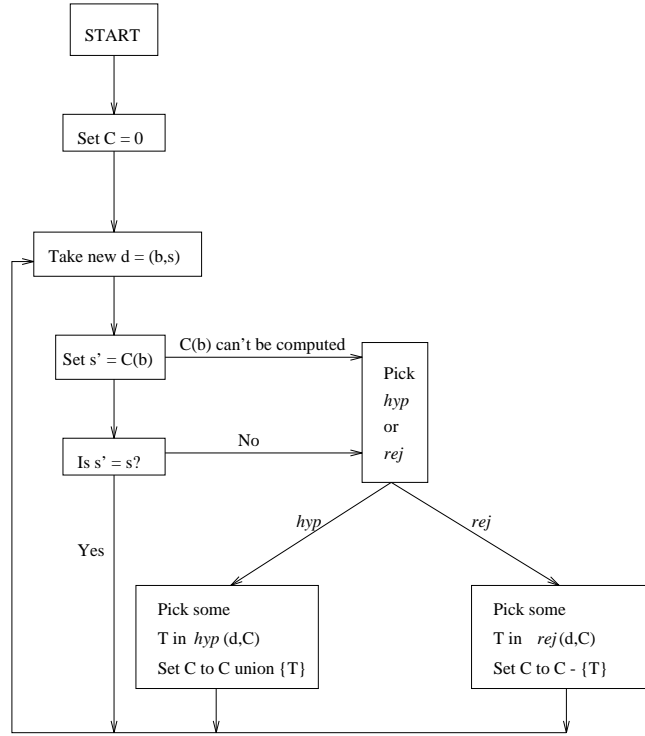 START
Set C = 0
Take new d = (b,s)
Set s' = C(b)
C(b) can't be computed
Pick
hyp
or
rej
Is s' = s?
No
Yes
hyp
rej
Pick some
T in hyp (d,C)
Set C to C union {T}
Pick some
T in rej(d,C)
Set C to C - {T}